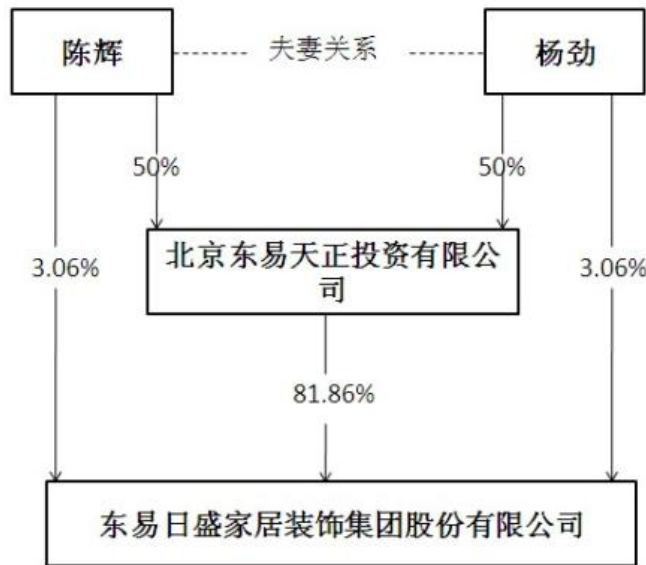 陈辉
夫妻关系
杨劲
50%
50%
3.06%
北京东易天正投资有限公
司
3.06%
81.86%
东易日盛家居装饰集团股份有限公司